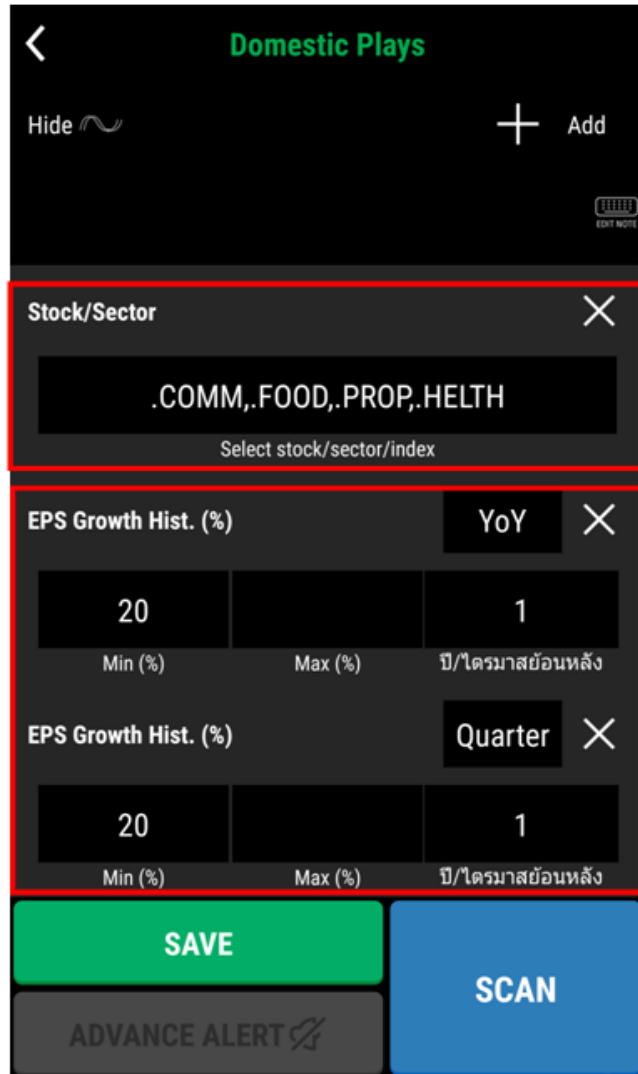 Domestic Plays
Hide
Add
EDIT NOTE
Stock/Sector
.COMM,.FOOD,.PROP,.HELTH
Select stock/sector/index
EPS Growth Hist. (%) YoY
20 1
Min (%) Max (%) ปี/ไตรมาสย้อนหลัง
EPS Growth Hist. (%) Quarter
20 1
Min (%) Max (%) ปี/ไตรมาสย้อนหลัง
SAVE
SCAN
ADVANCE ALERT